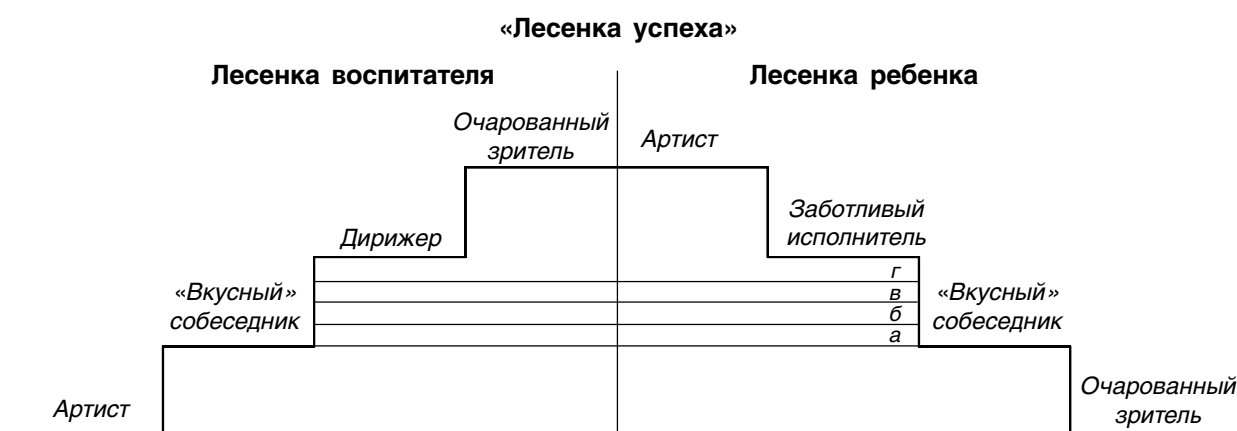 «Лесенка успеха»
Лесенка воспитателя
Лесенка ребенка
Очарованный
зритель
Артист
Дирижер
Заботливый
исполнитель
«Вкусный»
собеседник
г
в
б
а
«Вкусный»
собеседник
Артист
Очарованный
зритель